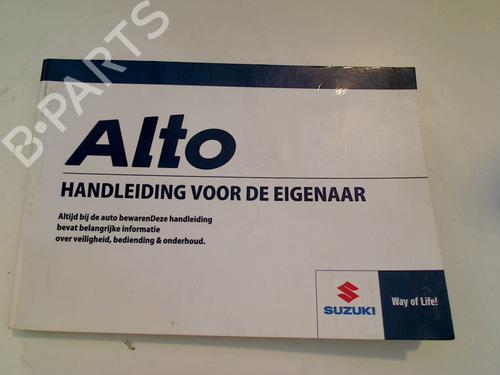 B-PARTS
Alto
HANDLEIDING VOOR DE EIGENAAR
Altijd bij de auto bewarenDeze handleiding
bevat belangrijke informatie
over veiligheid, bediending & onderhoud.
SUZUKI
Way of Life!